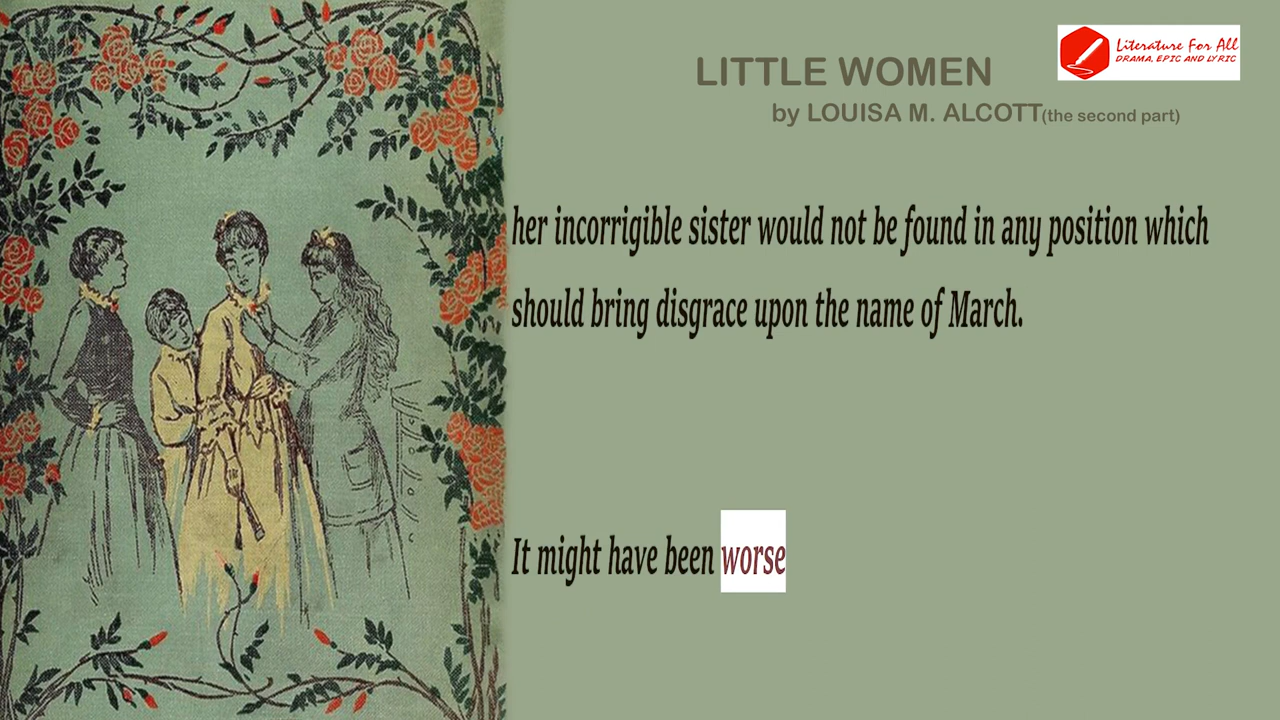 LITTLE WOMEN
by LOUISA M. ALCOTT(the second part)
Literature For All
DRAMA, EPIC AND LYRIC
her incorrigible sister would not be found in any position which
should bring disgrace upon the name of March.
It might have been worse